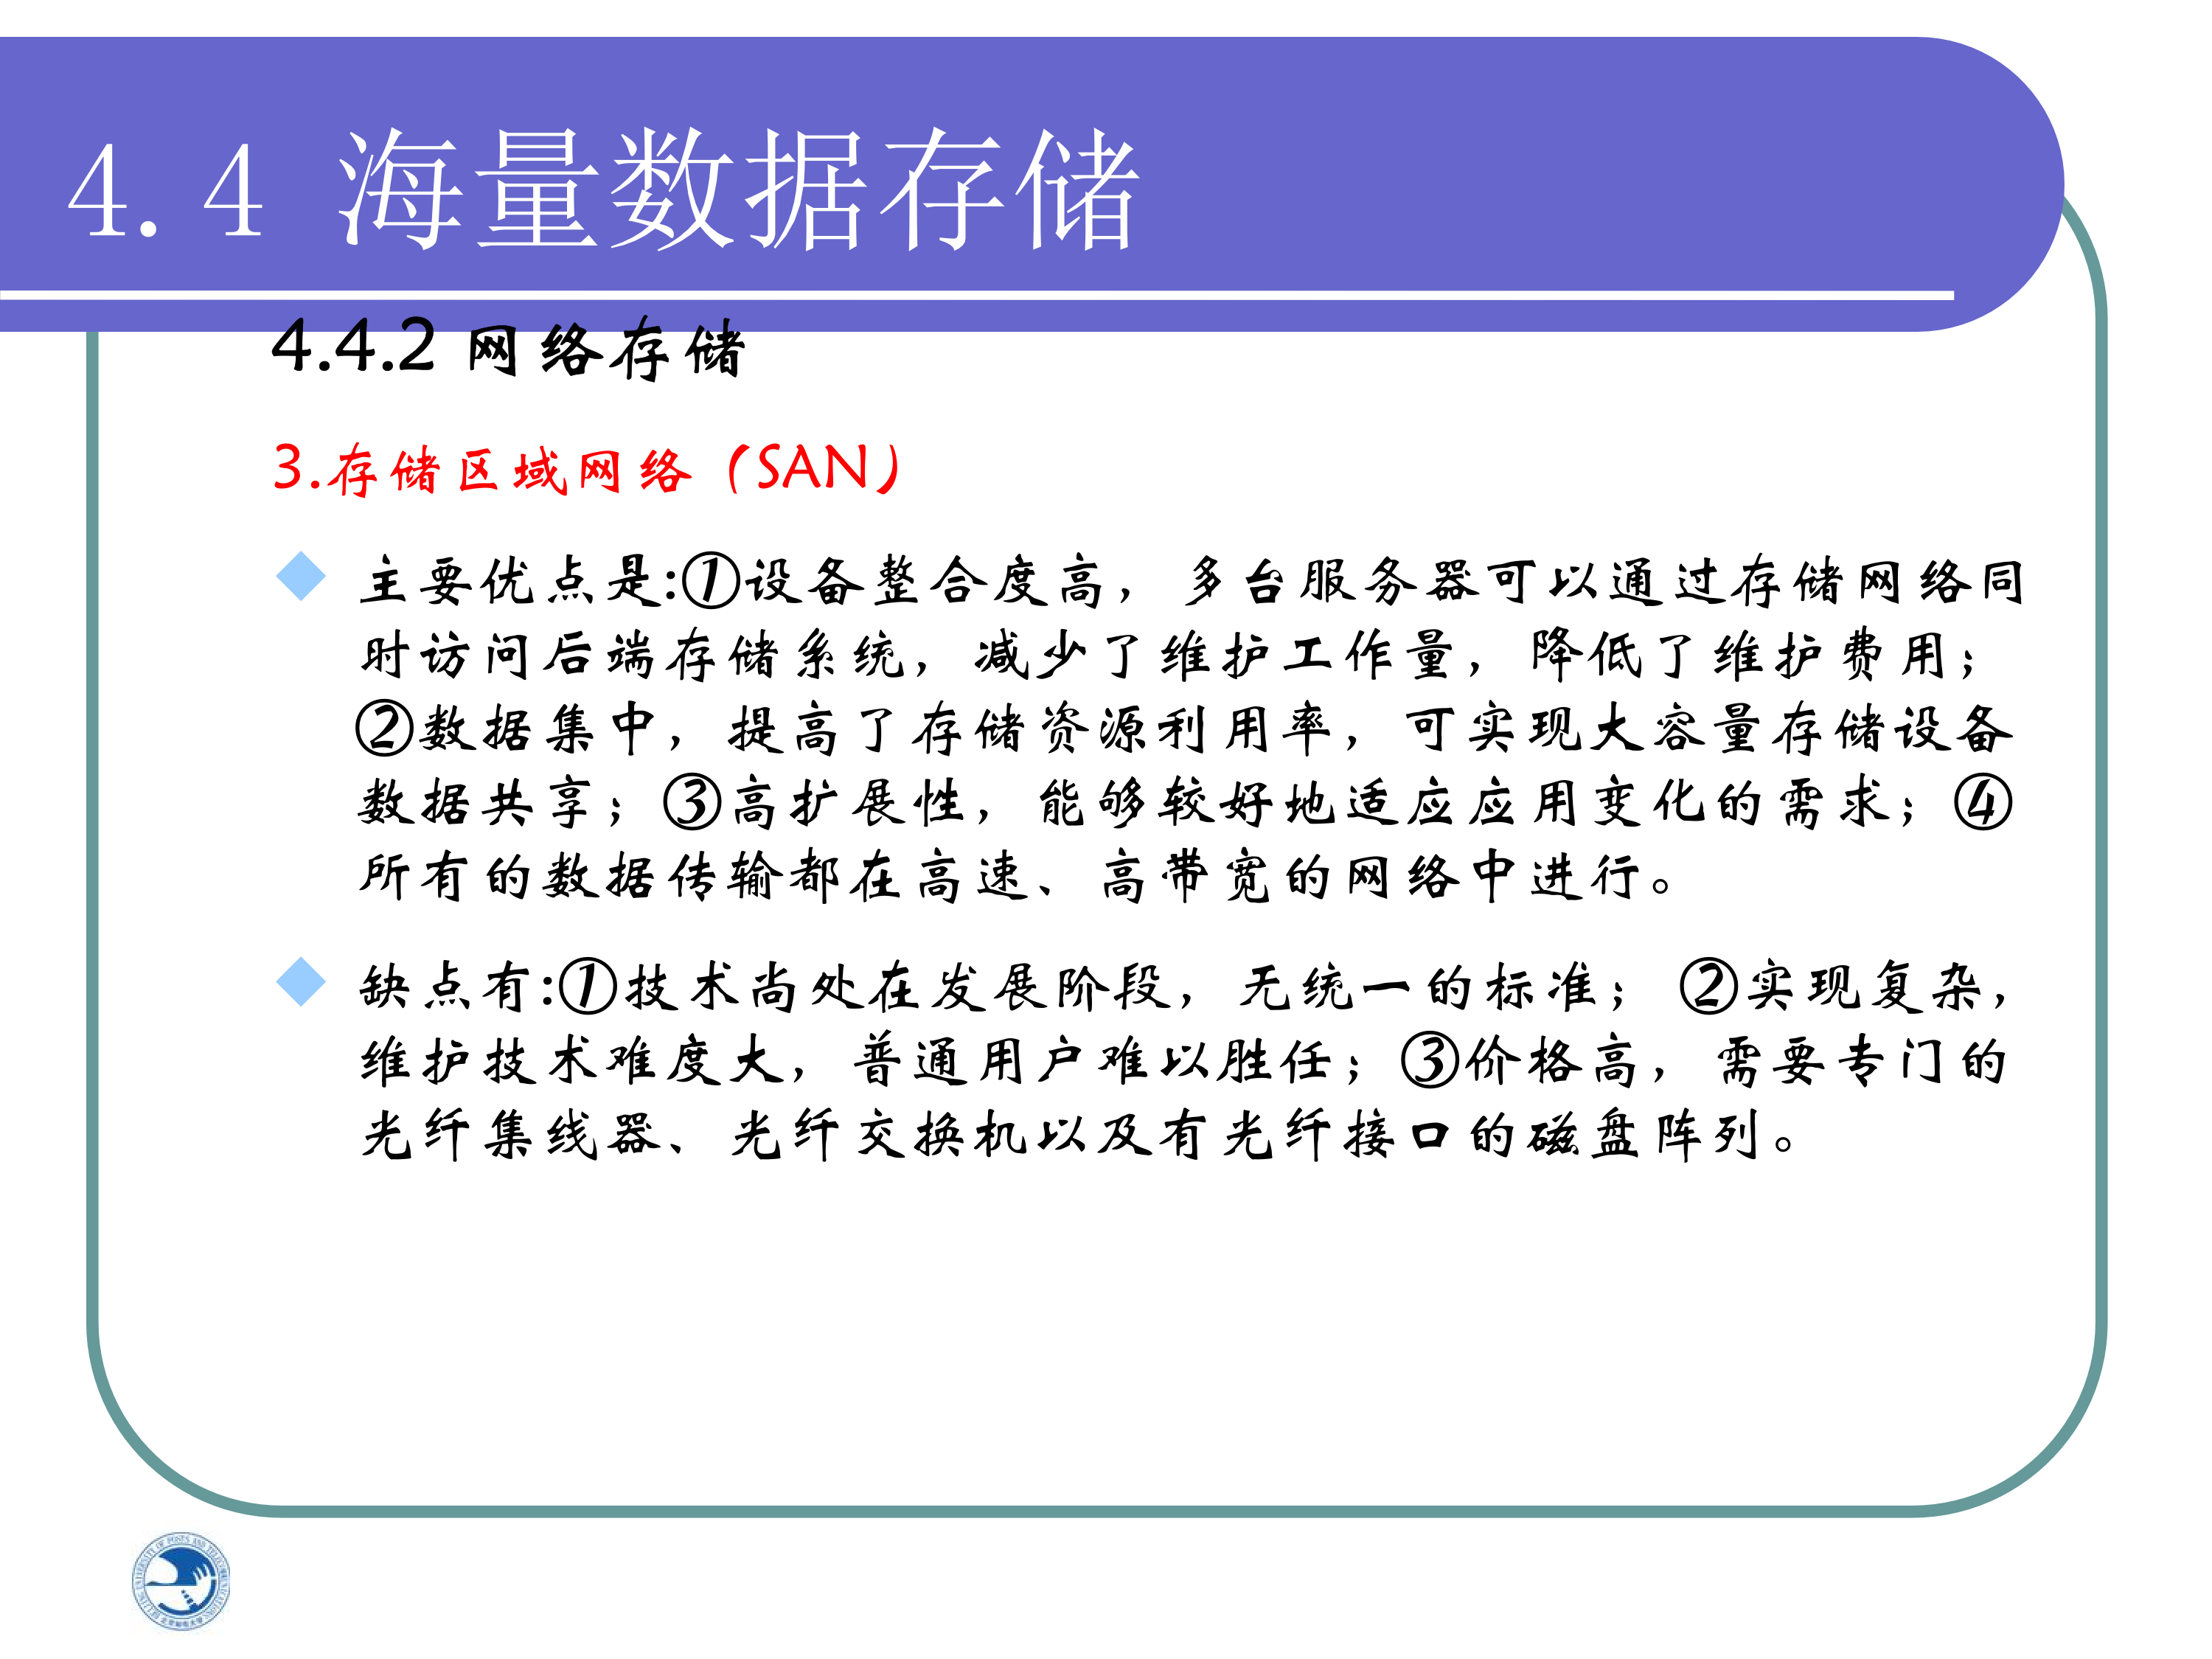 4.4 海量数据存储
4.4.2 网络存储
3.存储区域网络（SAN）
主要优点是:①设备整合度高，多台服务器可以通过存储网络同
时访问后端存储系统，减少了维护工作量，降低了维护费用；
②数据集中，提高了存储资源利用率，可实现大容量存储设备
数据共享；③高扩展性，能够较好地适应应用变化的需求；④
所有的数据传输都在高速、高带宽的网络中进行。
缺点有:①技术尚处在发展阶段，无统一的标准；②实现复杂，
维护技术难度大，普通用户难以胜任；③价格高，需要专门的
光纤集线器、光纤交换机以及有光纤接口的磁盘阵列。